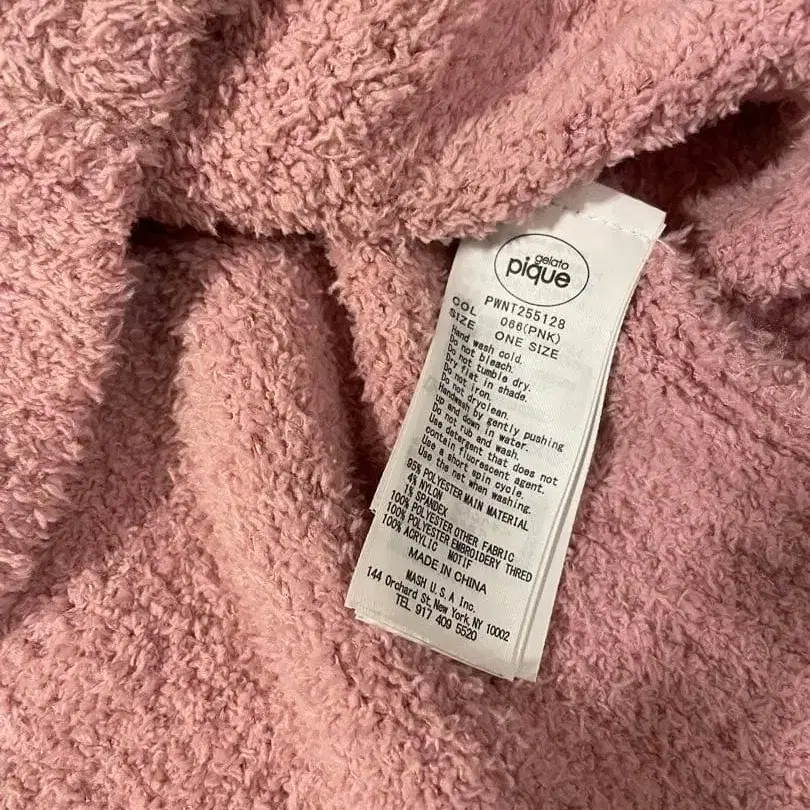 gelato
pique
PWNT255128
COL 066(PNK)
SIZE ONE SIZE
Hand wash cold.
Do not bleach.
Do not tumble dry.
Dry flat in shade.
Do not iron.
Do not dryclean.
Handwash by gently pushing
up and down in water.
Do not rub and wash.
Use detergent that does not
contain fluorescent agent.
Use a short spin cycle.
Use the net when washing.
95% POLYESTER MAIN MATERIAL
4% NYLON
1% SPANDEX
100% POLYESTER OTHER FABRIC
100% POLYESTER EMBROIDERY THRED
100% ACRYLIC MOTIF
MADE IN CHINA
MASH U.S.A Inc.
144 Orchard St, New York, NY 10002
TEL 917 409 5520